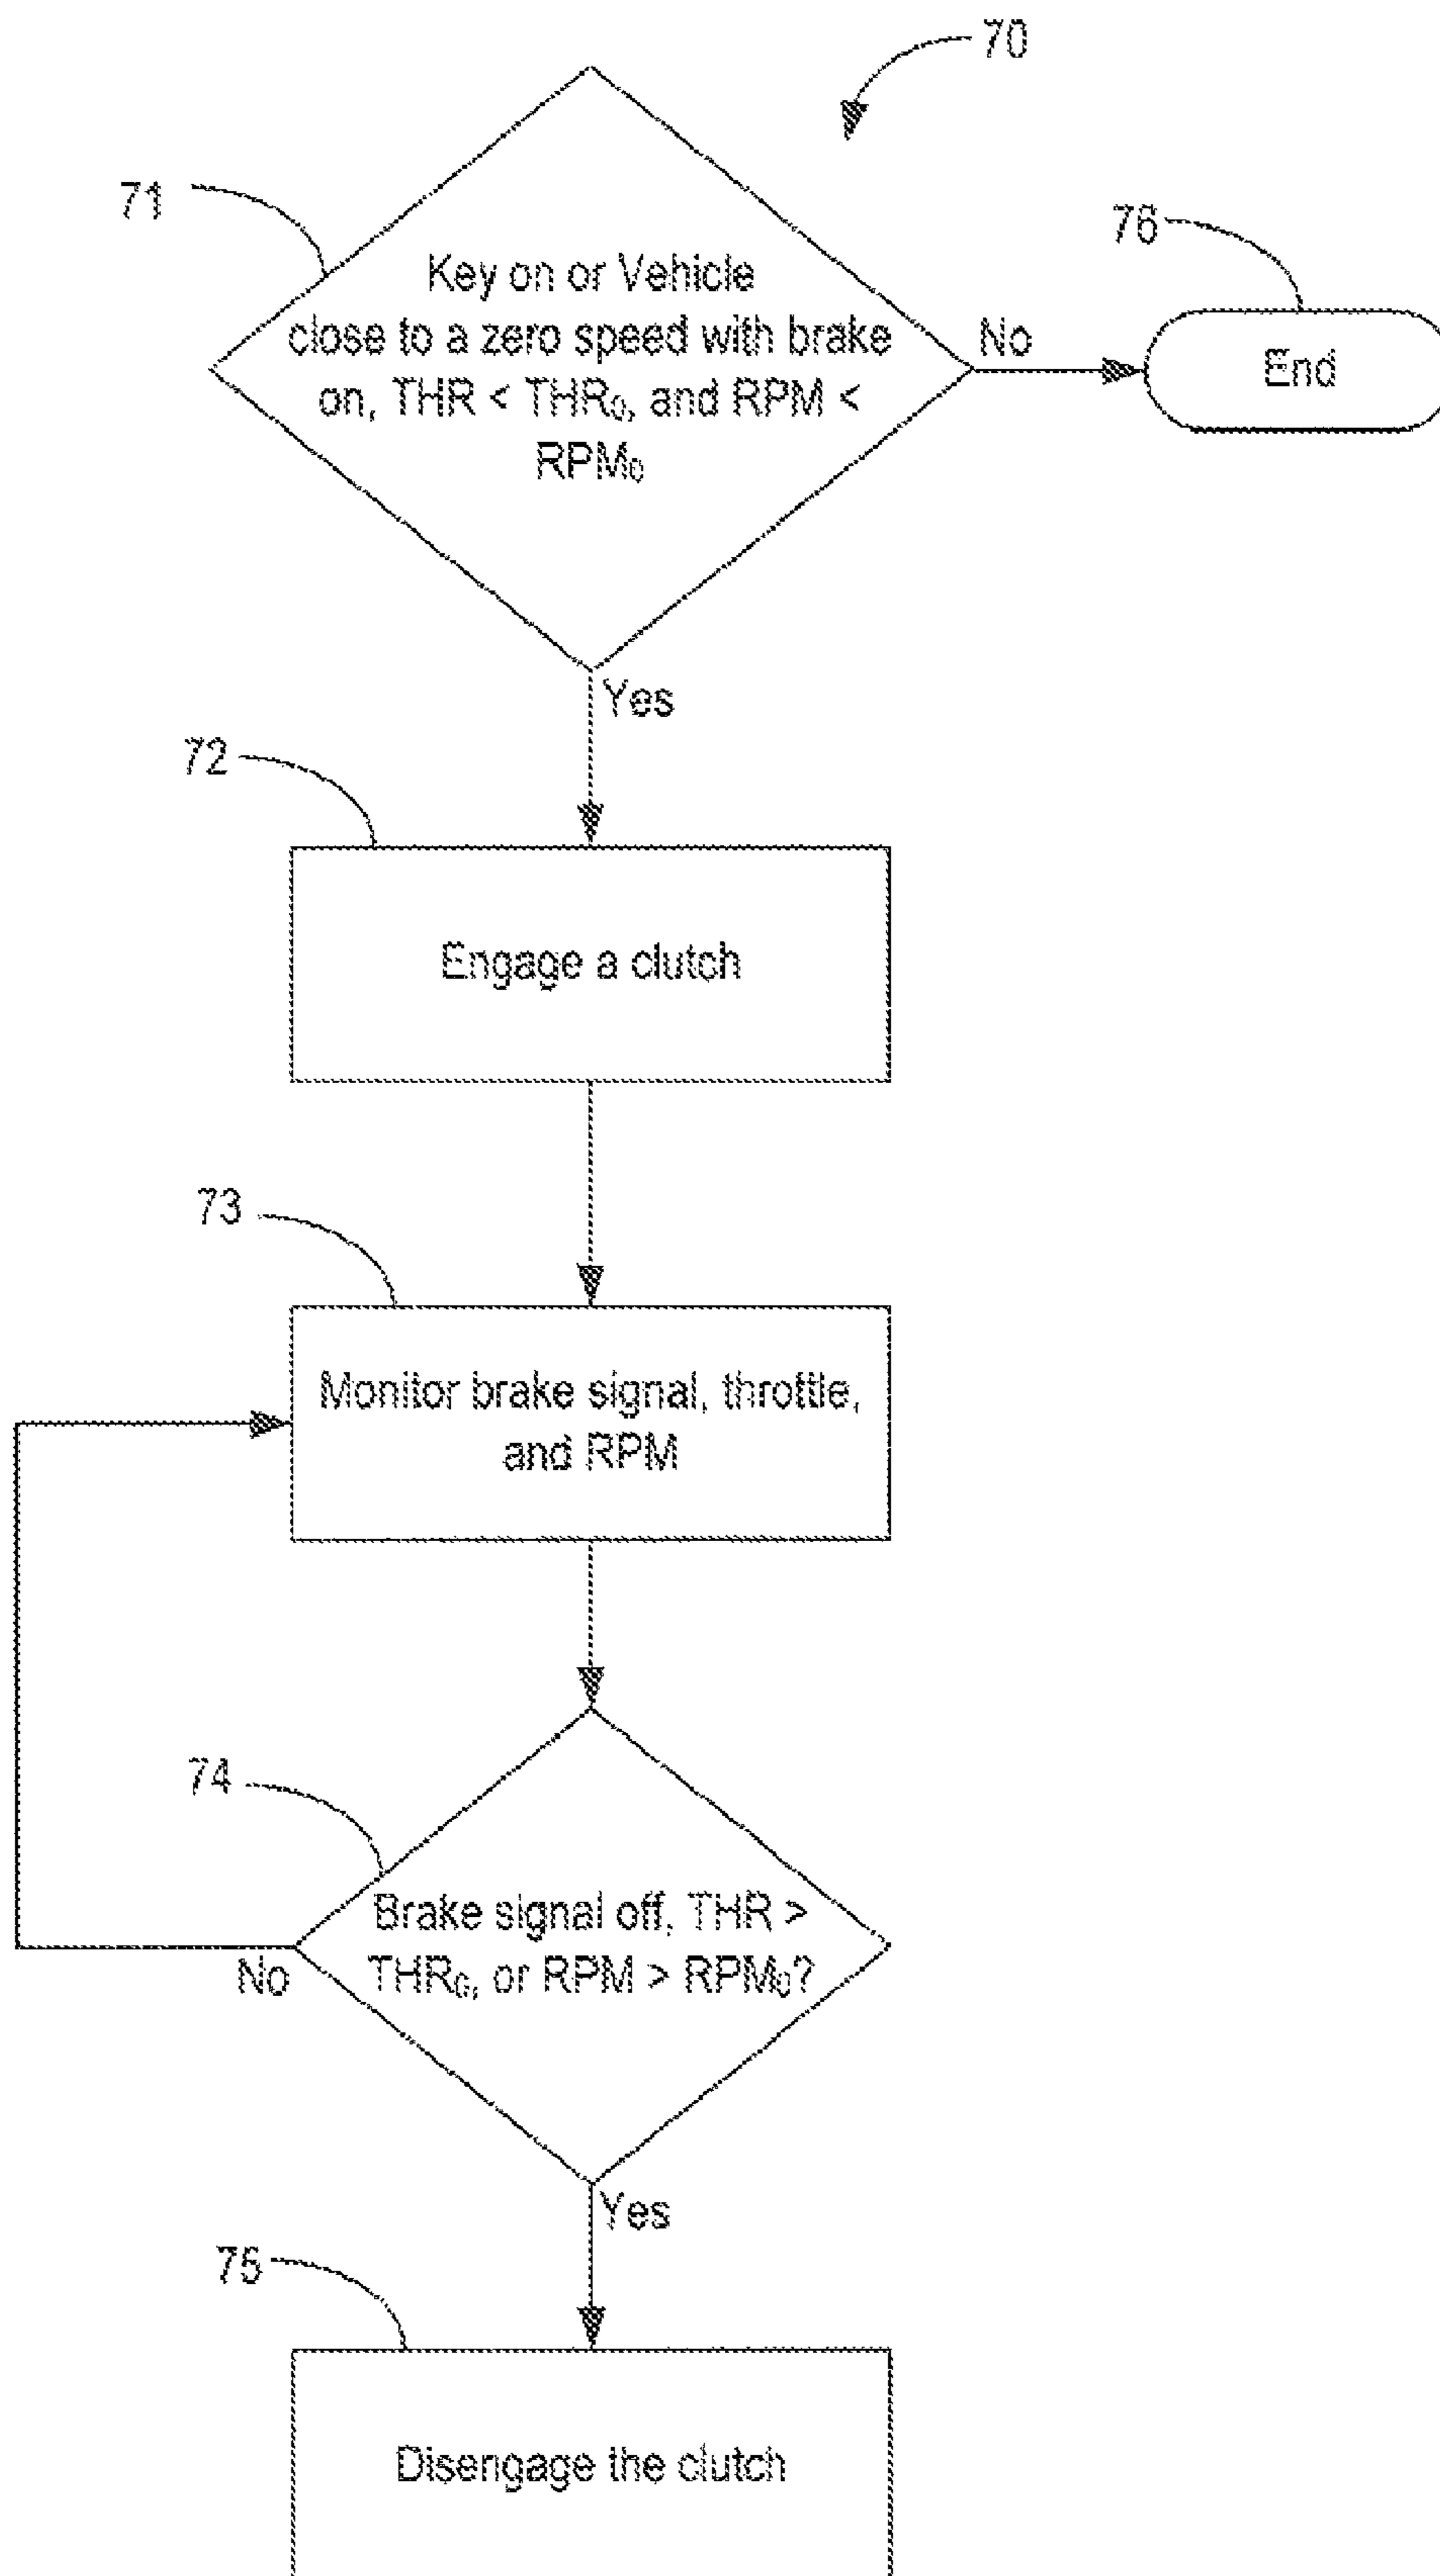 70
71
76
Key on or Vehicle
close to a zero speed with brake
on, THR < THR₀, and RPM <
RPM₀
No
End
Yes
72
Engage a clutch
73
Monitor brake signal, throttle,
and RPM
74
Brake signal off, THR >
THR₀, or RPM > RPM₀?
No
Yes
75
Disengage the clutch